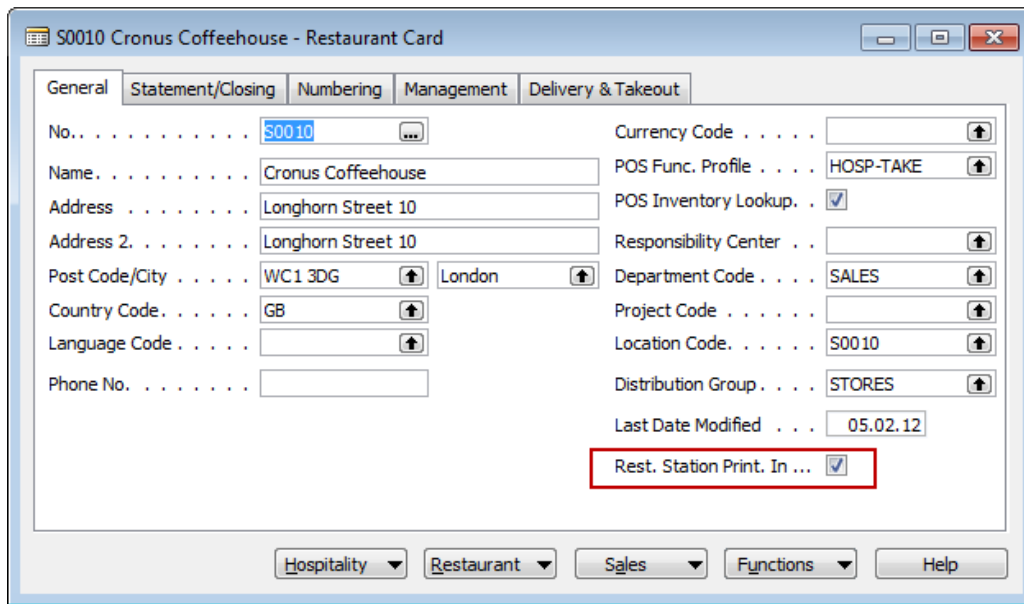 S0010 Cronus Coffeehouse - Restaurant Card
General Statement/Closing Numbering Management Delivery & Takeout
No.. . . . . . . . . . . . S0010 ...
Name. . . . . . . . . . Cronus Coffeehouse
Address . . . . . . . . Longhorn Street 10
Address 2. . . . . . . . Longhorn Street 10
Post Code/City . . . . . WC1 3DG London
Country Code. . . . . . GB
Language Code . . . . .
Phone No. . . . . . . . .
Currency Code . . . . .
POS Func. Profile . . . . HOSP-TAKE
POS Inventory Lookup. .
Responsibility Center . .
Department Code . . . . SALES
Project Code . . . . . .
Location Code. . . . . . S0010
Distribution Group . . . . STORES
Last Date Modified . . . 05.02.12
Rest. Station Print. In ...
Hospitality Restaurant Sales Functions Help